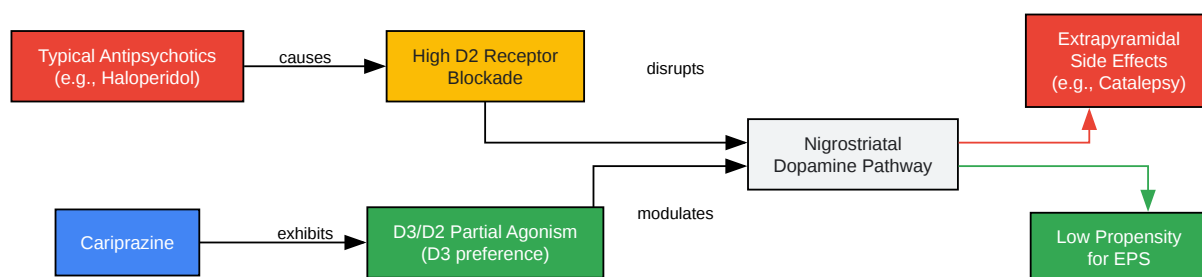 Typical Antipsychotics
(e.g., Haloperidol)
causes
High D2 Receptor
Blockade
disrupts
Extrapyramidal
Side Effects
(e.g., Catalepsy)
Nigrostriatal
Dopamine Pathway
Cariprazine
exhibits
D3/D2 Partial Agonism
(D3 preference)
modulates
Low Propensity
for EPS